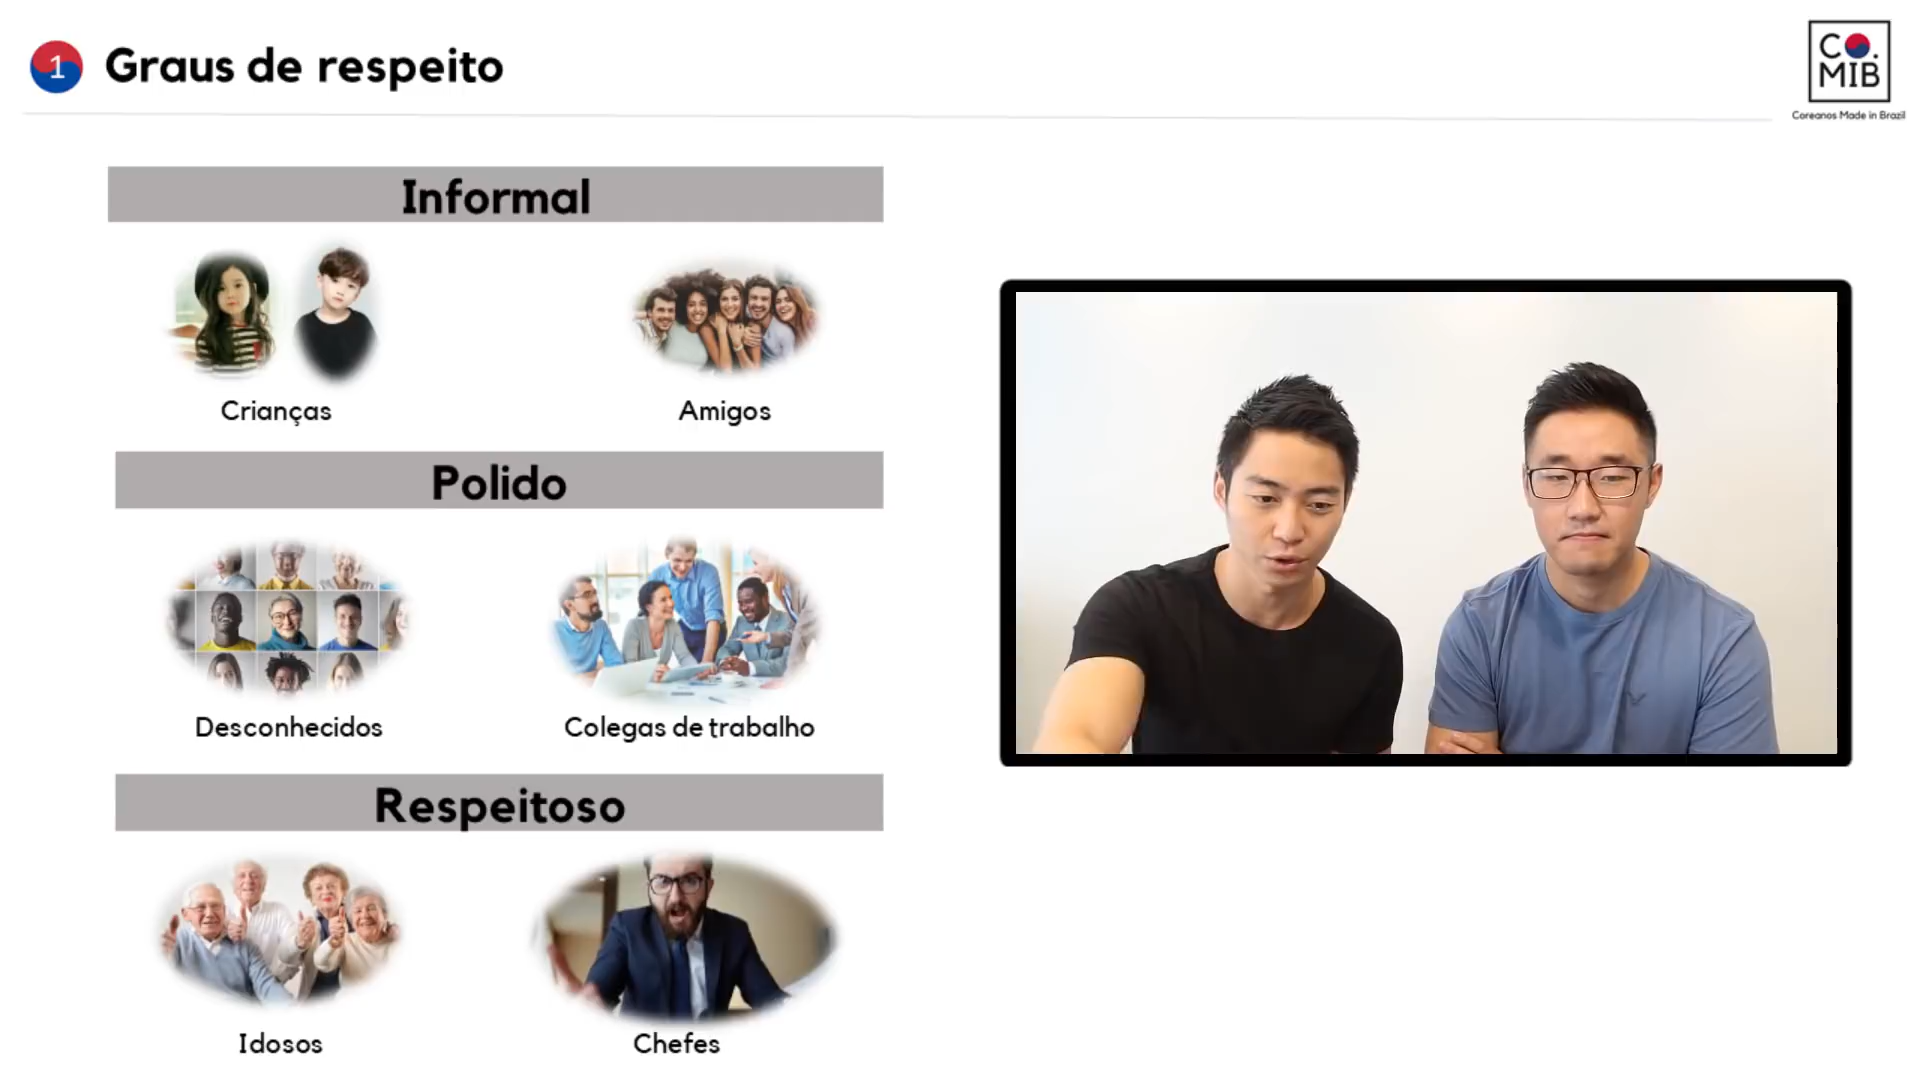 1 Graus de respeito
CO.
MIB
Coreanos Made in Brazil
Informal
Crianças
Amigos
Polido
Desconhecidos
Colegas de trabalho
Respeitoso
Idosos
Chefes